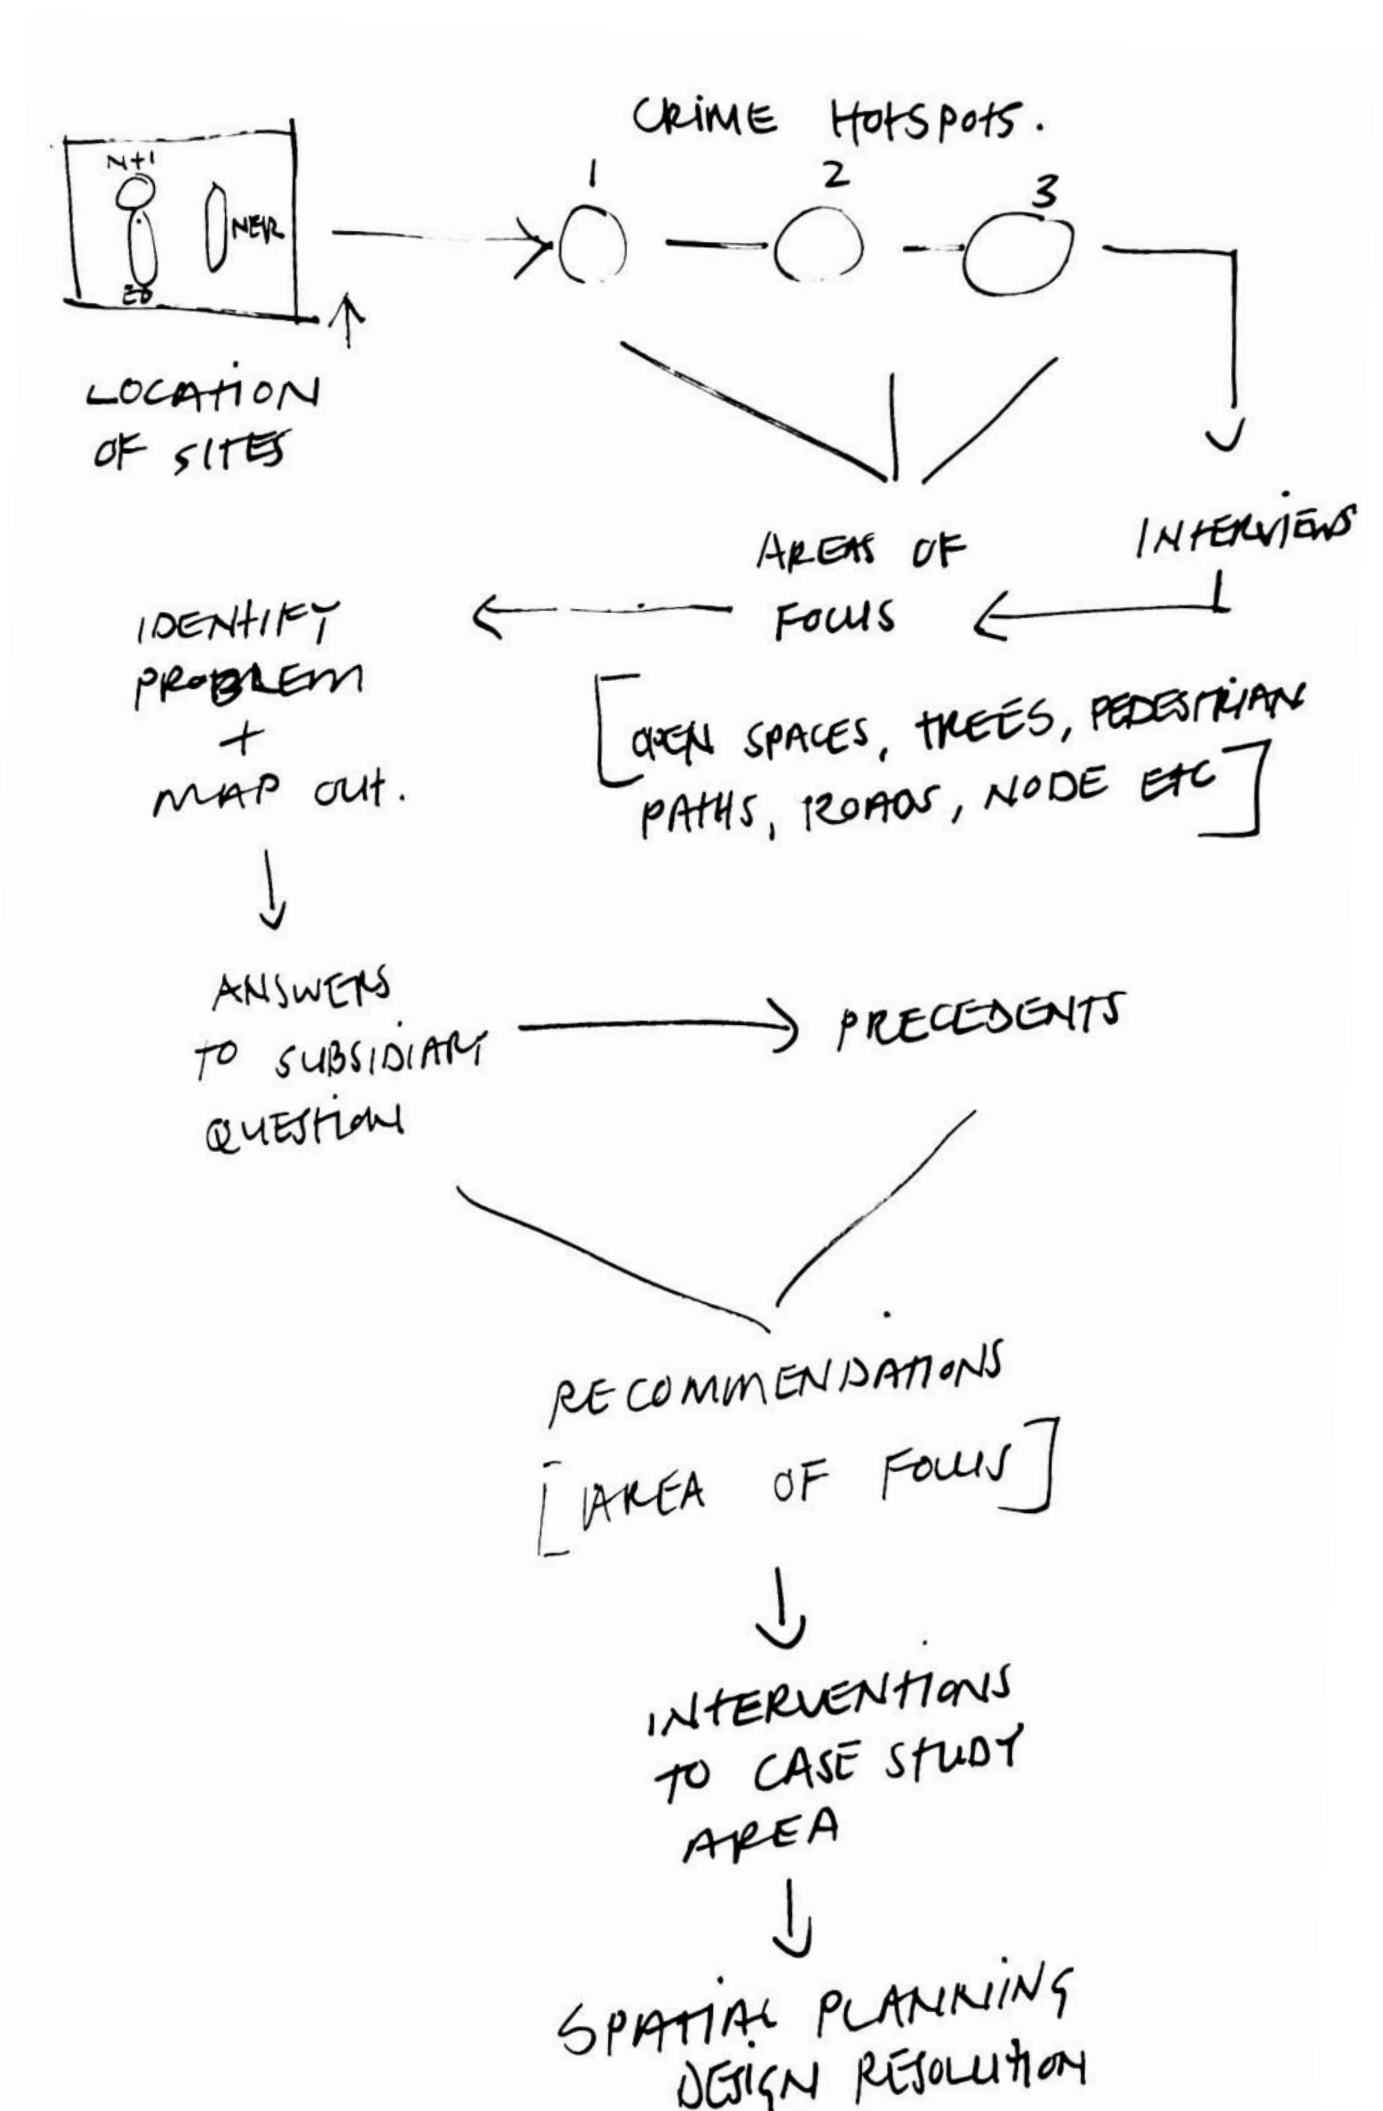 CRIME HOTSPOTS.
1
2
3
N+1
NER
ED
LOCATION
OF SITES
AREAS OF
FOCUS
INTERVIEWS
[OPEN SPACES, TREES, PEDESTRIAN
PATHS, ROADS, NODE ETC]
IDENTIFY
PROBLEM
+
MAP OUT.
ANSWERS
TO SUBSIDIARY
QUESTION
PRECEDENTS
RECOMMENDATIONS
[AREA OF FOCUS]
INTERVENTIONS
TO CASE STUDY
AREA
SPATIAL PLANNING
DESIGN RESOLUTION